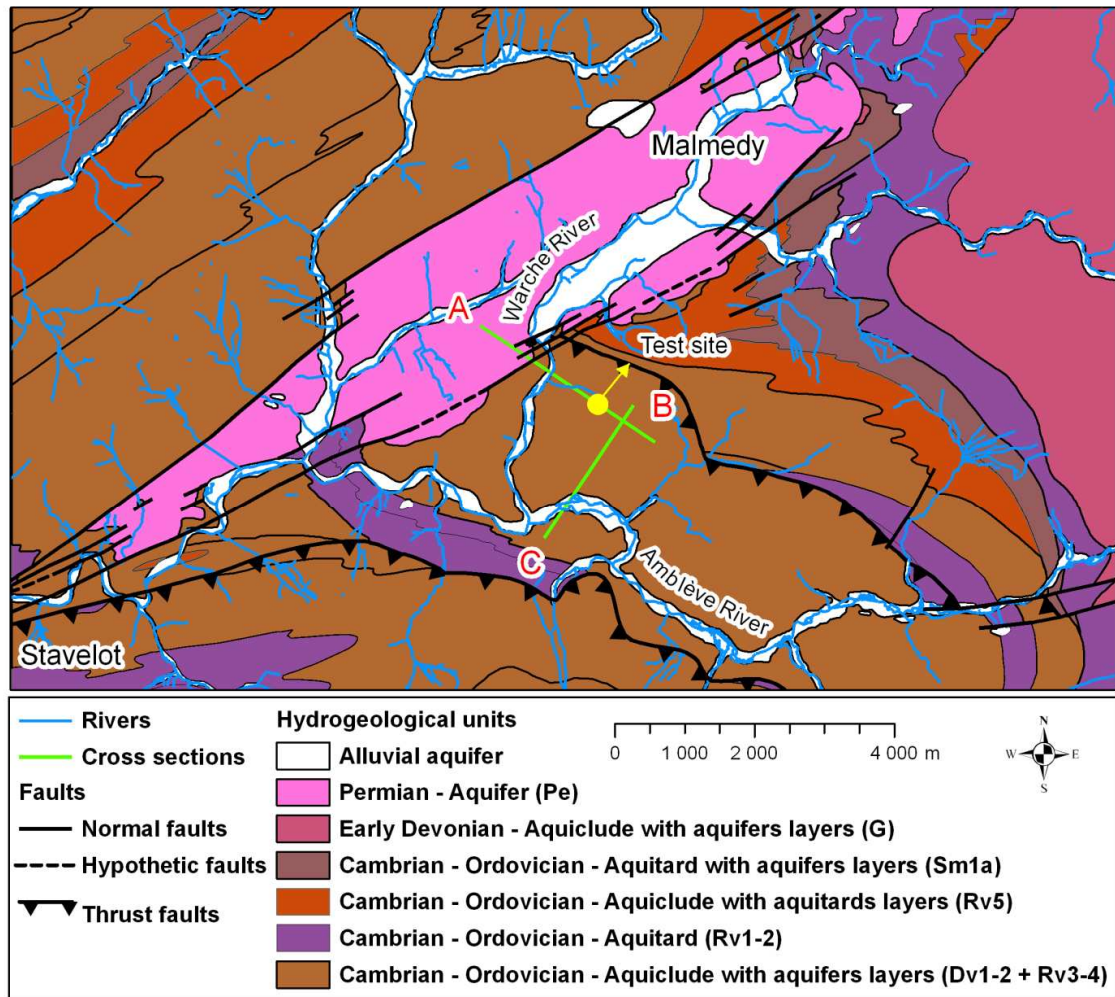 Malmedy
Warche River
A
Test site
B
C
Amblève River
Stavelot
Rivers
Cross sections
Faults
Normal faults
Hypothetic faults
Thrust faults
Hydrogeological units
Alluvial aquifer
Permian - Aquifer (Pe)
Early Devonian - Aquiclude with aquifers layers (G)
Cambrian - Ordovician - Aquitard with aquifers layers (Sm1a)
Cambrian - Ordovician - Aquiclude with aquitards layers (Rv5)
Cambrian - Ordovician - Aquitard (Rv1-2)
Cambrian - Ordovician - Aquiclude with aquifers layers (Dv1-2 + Rv3-4)
0 1 000 2 000 4 000 m
N
W E
S